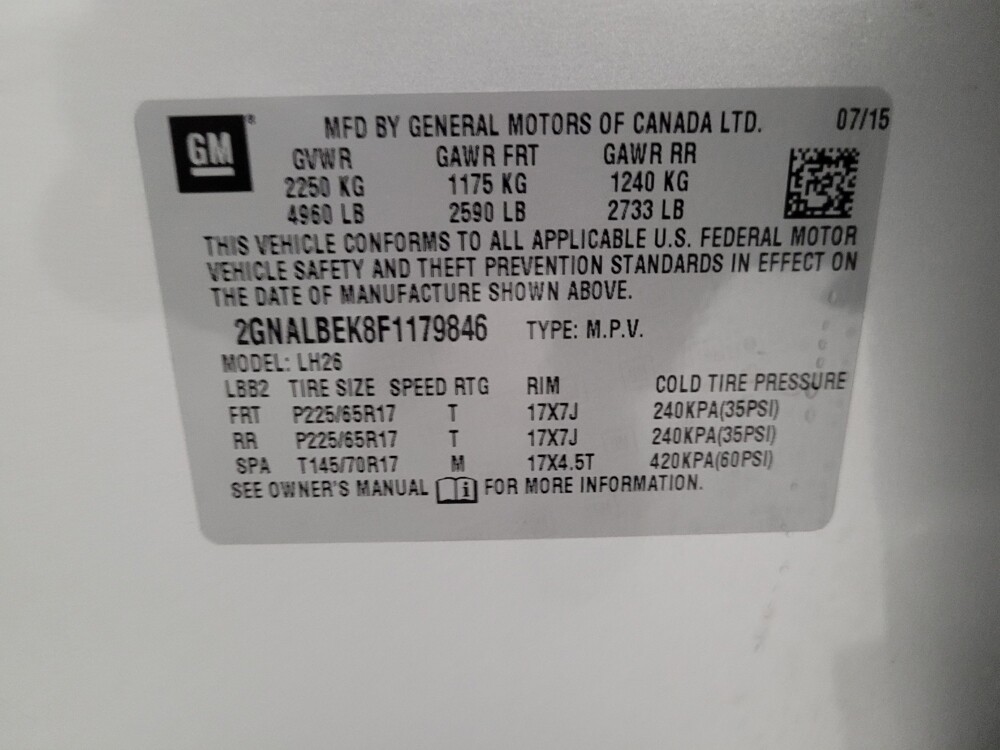 GM®
MFD BY GENERAL MOTORS OF CANADA LTD. 07/15
GVWR GAWR FRT GAWR RR
2250 KG 1175 KG 1240 KG
4960 LB 2590 LB 2733 LB
THIS VEHICLE CONFORMS TO ALL APPLICABLE U.S. FEDERAL MOTOR
VEHICLE SAFETY AND THEFT PREVENTION STANDARDS IN EFFECT ON
THE DATE OF MANUFACTURE SHOWN ABOVE.
2GNALBEK8F1179846 TYPE: M.P.V.
MODEL: LH26
LBB2 TIRE SIZE SPEED RTG RIM COLD TIRE PRESSURE
FRT P225/65R17 T 17X7J 240KPA(35PSI)
RR P225/65R17 T 17X7J 240KPA(35PSI)
SPA T145/70R17 M 17X4.5T 420KPA(60PSI)
SEE OWNER'S MANUAL i FOR MORE INFORMATION.